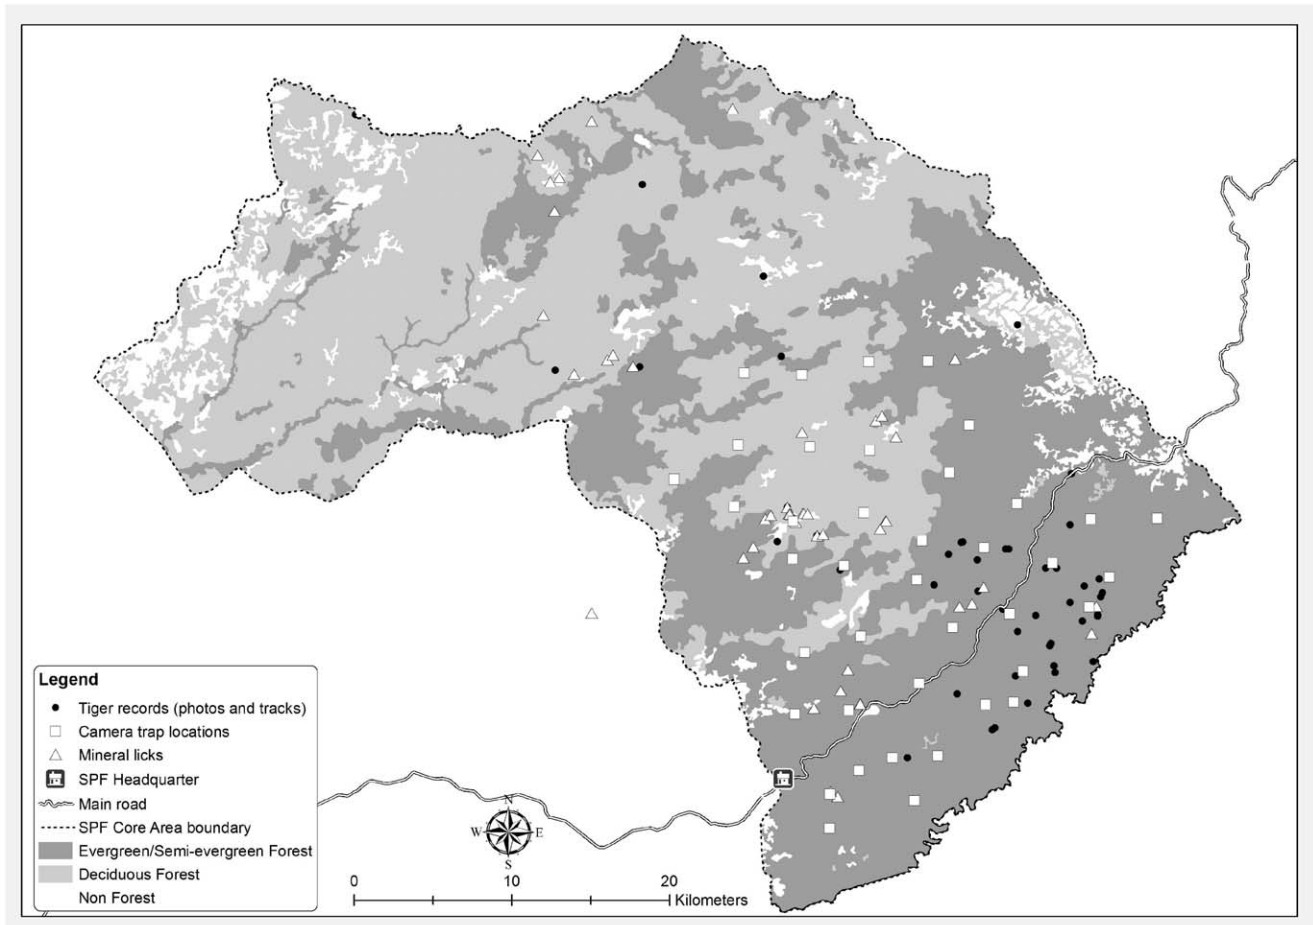 Legend
Tiger records (photos and tracks)
Camera trap locations
Mineral licks
SPF Headquarter
Main road
SPF Core Area boundary
Evergreen/Semi-evergreen Forest
Deciduous Forest
Non Forest
N
W E
S
0 10 20
Kilometers